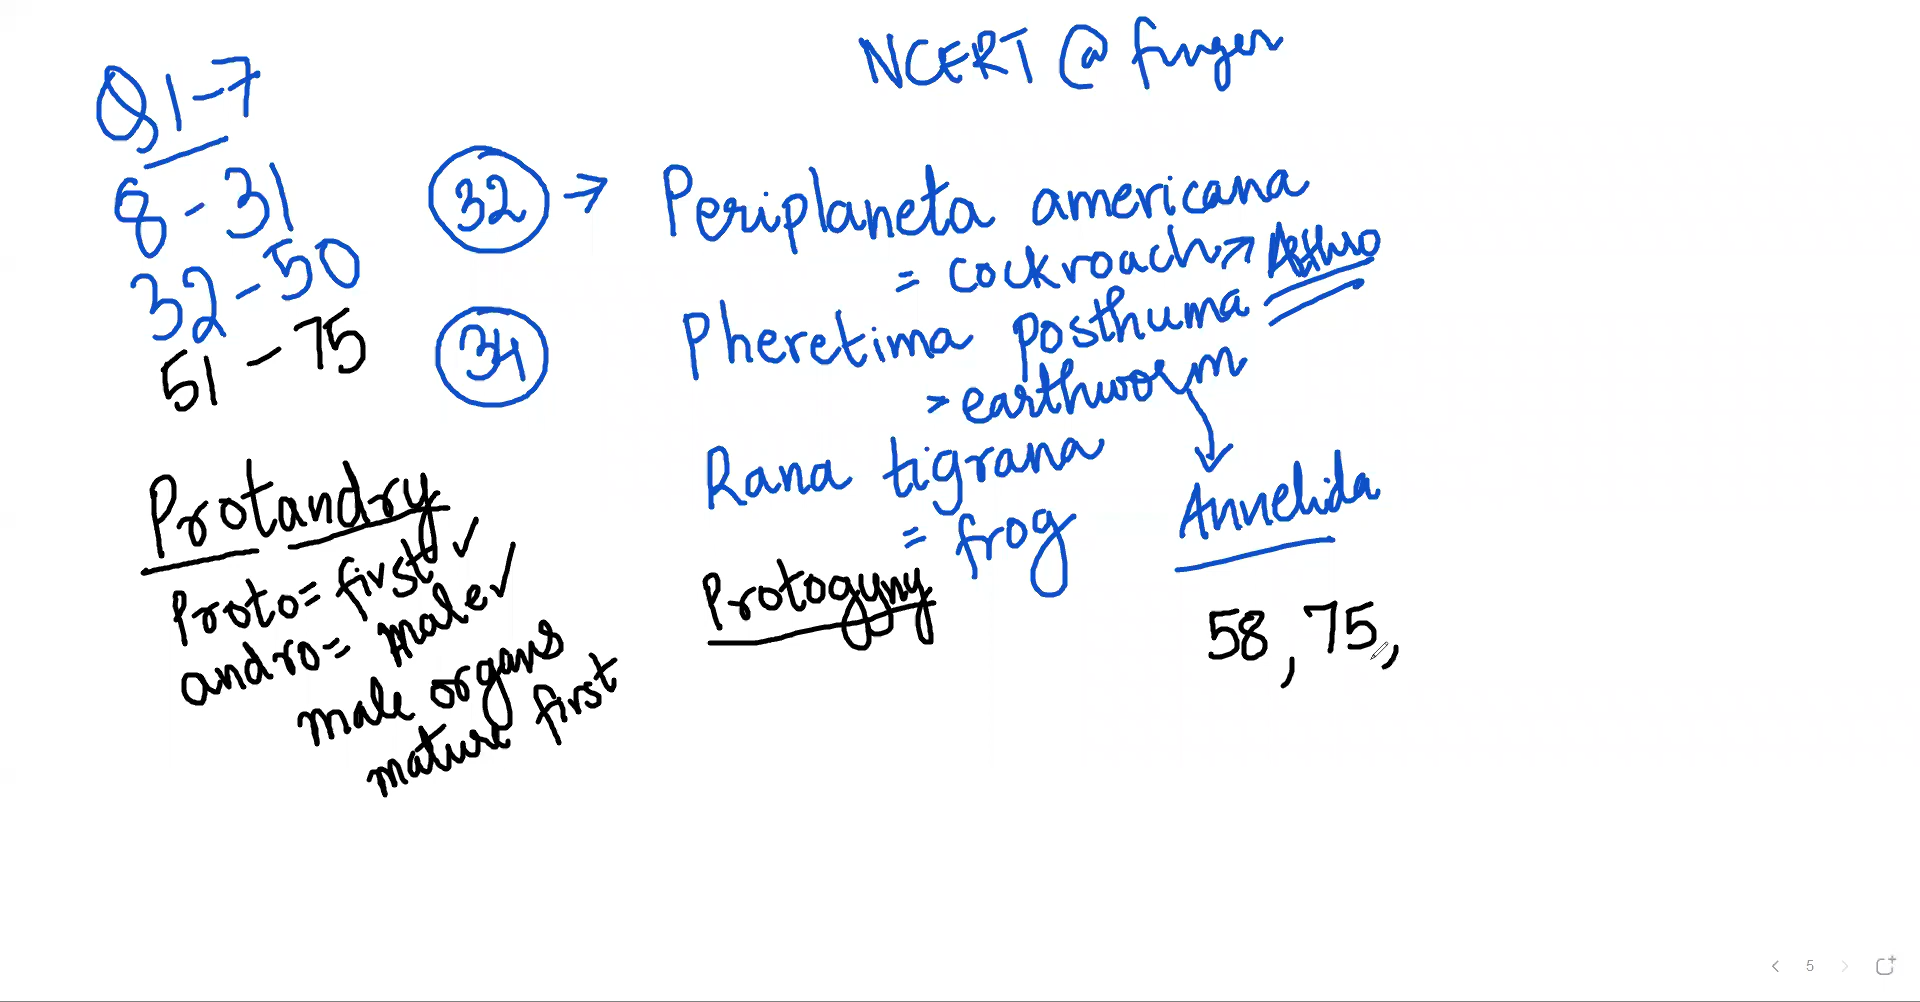 NCERT @ finger
Q1-7
8-31
32-50
51-75
32 → Periplaneta americana
= cockroach → Arthro
34
Pheretima posthuma
> earthworm
Annelida
Rana tigrana
= frog
Protandry
Proto = first ✓
andro = male ✓
male organs
mature first
Protogyny
58, 75,
5